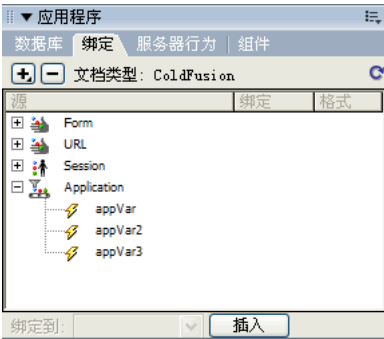 应用程序
数据库 绑定 服务器行为 组件
文档类型: ColdFusion
源 绑定 格式
Form
URL
Session
Application
appVar
appVar2
appVar3
绑定到: 插入